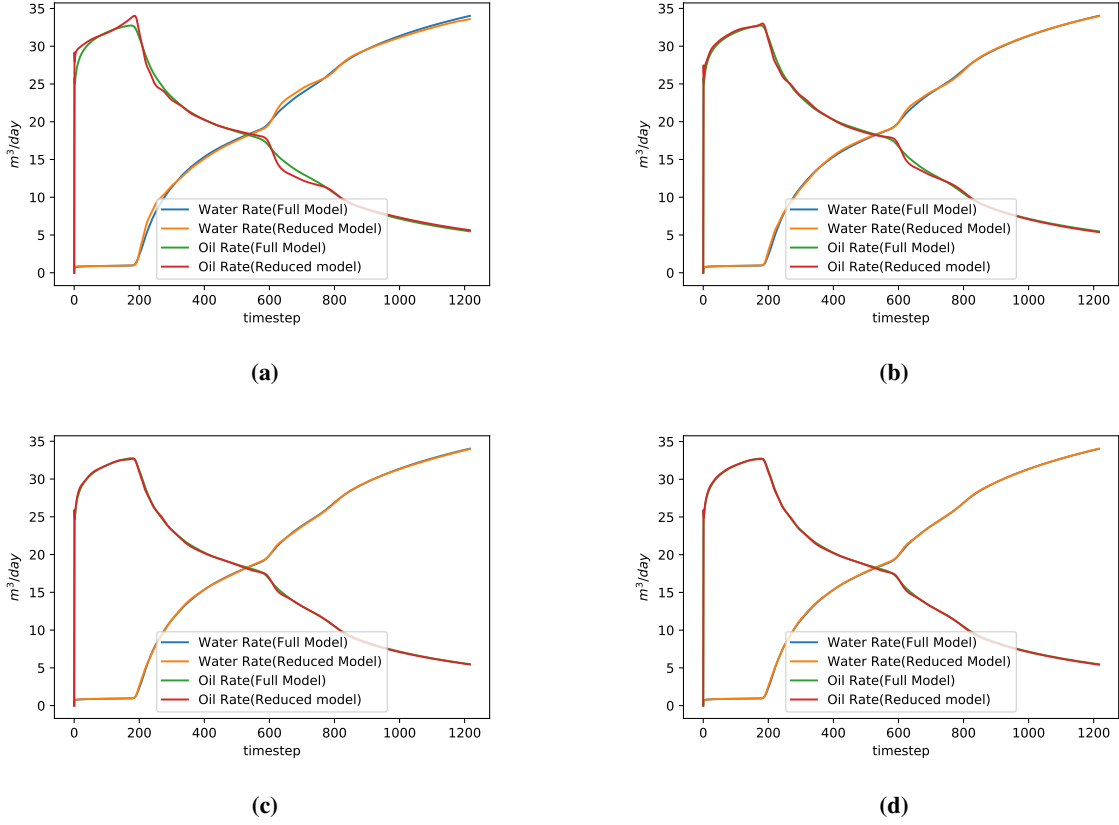 35
30
25
20
15
10
5
0
m³/day
Water Rate(Full Model)
Water Rate(Reduced Model)
Oil Rate(Full Model)
Oil Rate(Reduced model)
0 200 400 600 800 1000 1200
timestep
(a)
35
30
25
20
15
10
5
0
m³/day
Water Rate(Full Model)
Water Rate(Reduced Model)
Oil Rate(Full Model)
Oil Rate(Reduced model)
0 200 400 600 800 1000 1200
timestep
(b)
35
30
25
20
15
10
5
0
m³/day
Water Rate(Full Model)
Water Rate(Reduced Model)
Oil Rate(Full Model)
Oil Rate(Reduced model)
0 200 400 600 800 1000 1200
timestep
(c)
35
30
25
20
15
10
5
0
m³/day
Water Rate(Full Model)
Water Rate(Reduced Model)
Oil Rate(Full Model)
Oil Rate(Reduced model)
0 200 400 600 800 1000 1200
timestep
(d)